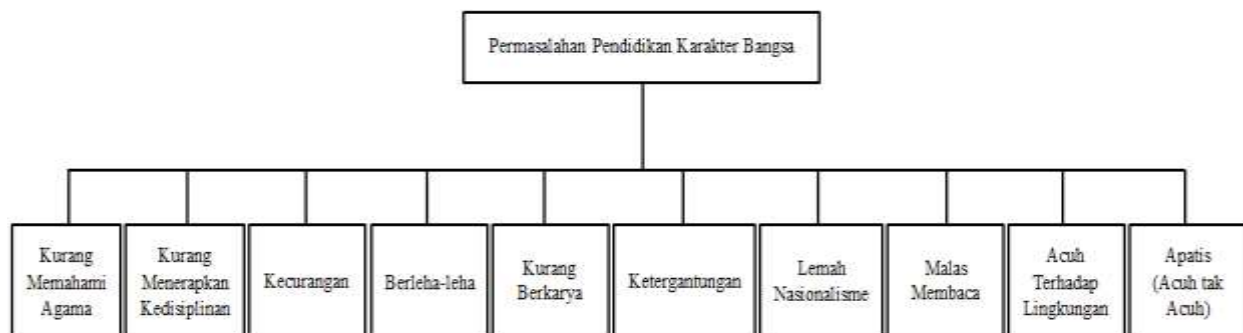 Permasalahan Pendidikan Karakter Bangsa
Kurang
Memahami
Agama
Kurang
Menerapkan
Kedisiplinan
Kecurangan
Berleha-leha
Kurang
Berkarya
Ketergantungan
Lemah
Nasionalisme
Malas
Membaca
Acuh
Terhadap
Lingkungan
Apatis
(Acuh tak
Acuh)